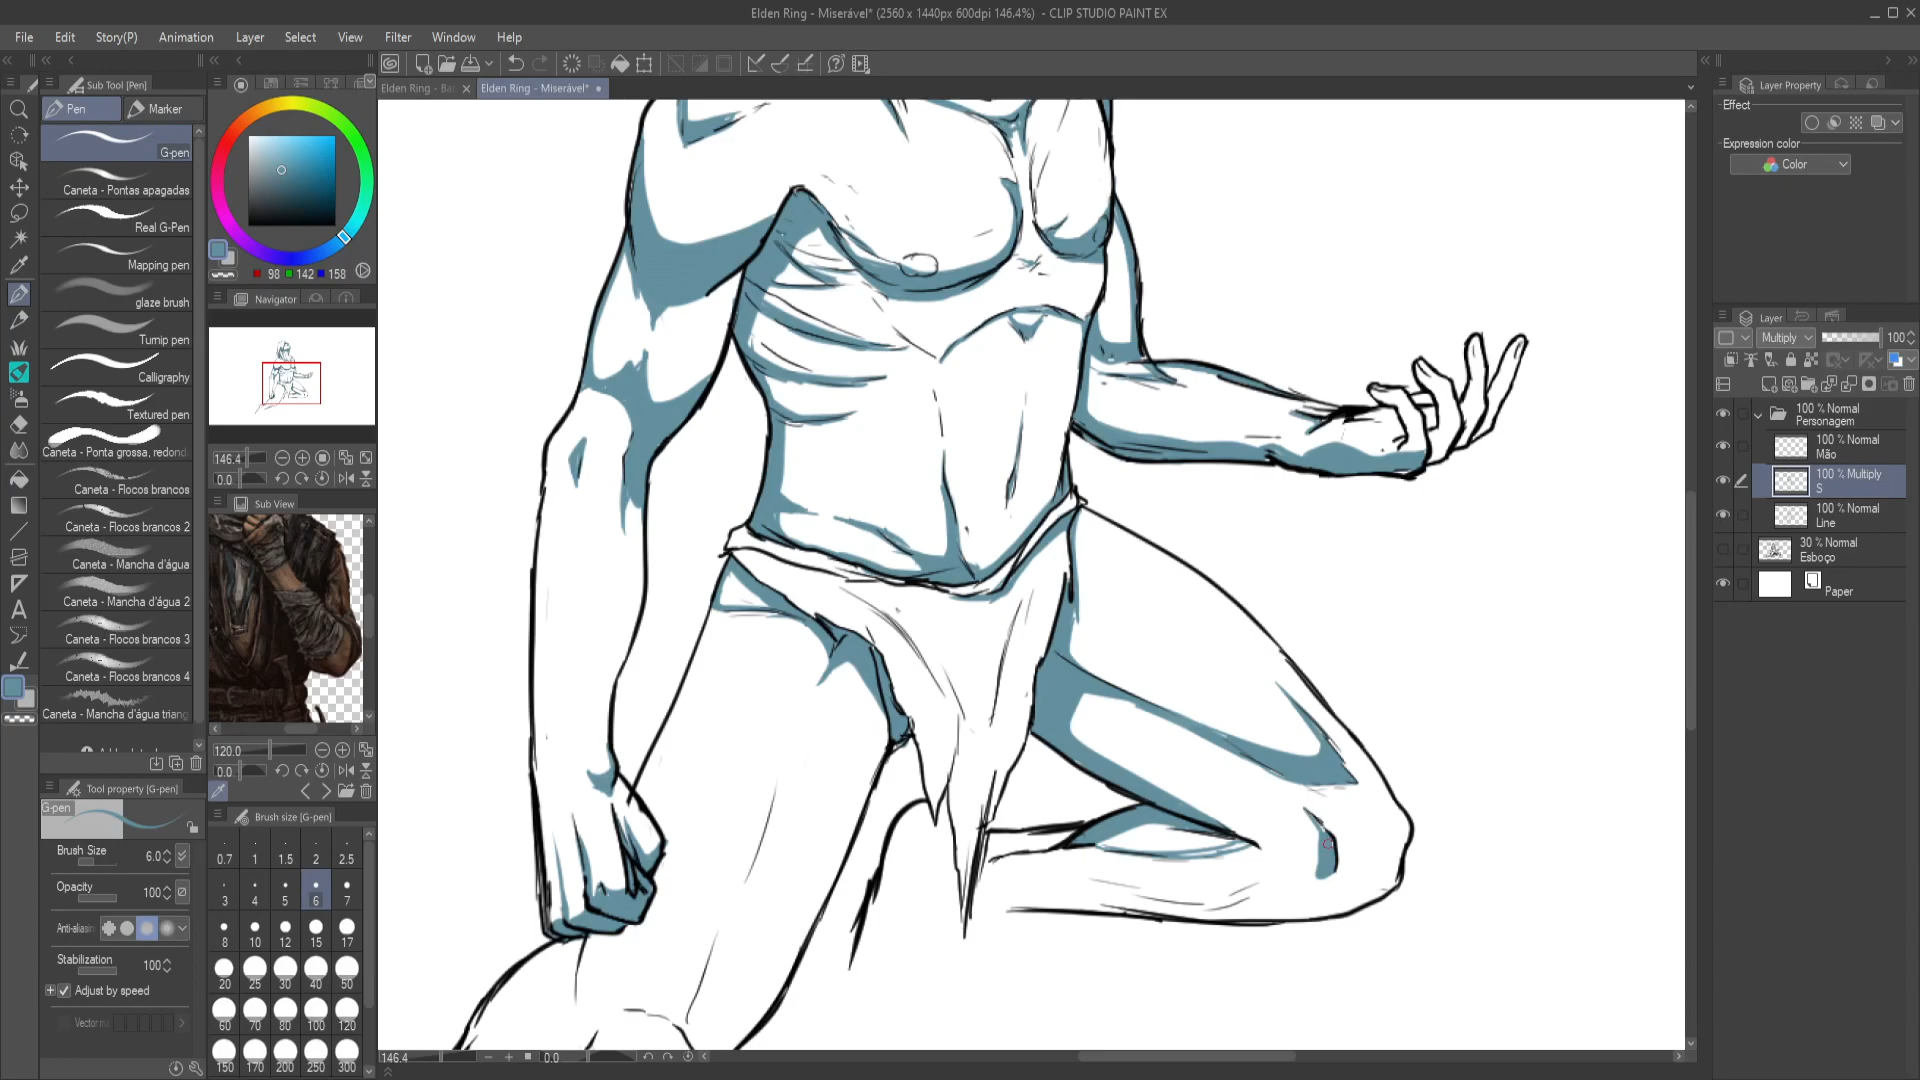 Elden Ring - Miserável* (2560 x 1440px 600dpi 146.4%) - CLIP STUDIO PAINT EX
File Edit Story(P) Animation Layer Select View Filter Window Help
Sub Tool [Pen]
Pen Marker
G-pen
Caneta - Pontas apagadas
Real G-Pen
Mapping pen
glaze brush
Turnip pen
Calligraphy
Textured pen
Caneta - Ponta grossa, redond
Caneta - Flocos brancos
Caneta - Flocos brancos 2
Caneta - Mancha d'água
Caneta - Mancha d'água 2
Caneta - Flocos brancos 3
Caneta - Flocos brancos 4
Caneta - Mancha d'água triang
Tool property [G-pen]
G-pen
Brush Size 6.0
Opacity 100
Anti-aliasin
Stabilization 100
Adjust by speed
Vector ma
98 142 158
Navigator
146.4
0.0
Sub View
120.0
0.0
Brush size [G-pen]
0.7 1 1.5 2 2.5
3 4 5 6 7
8 10 12 15 17
20 25 30 40 50
60 70 80 100 120
150 170 200 250 300
Elden Ring - Ba
Elden Ring - Miserável*
146.4 0.0
Layer Property
Effect
Expression color
Color
Layer
Multiply 100
100 % Normal
Personagem
100 % Normal
Mão
100 % Multiply
S
100 % Normal
Line
30 % Normal
Esboço
Paper